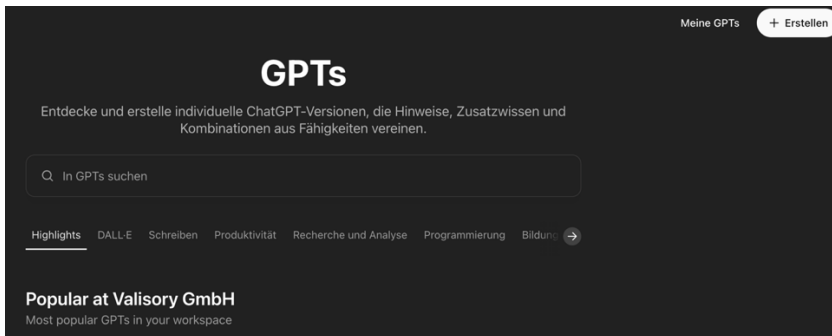 Meine GPTs
+ Erstellen
GPTs
Entdecke und erstelle individuelle ChatGPT-Versionen, die Hinweise, Zusatzwissen und
Kombinationen aus Fähigkeiten vereinen.
In GPTs suchen
Highlights DALL·E Schreiben Produktivität Recherche und Analyse Programmierung Bildung
Popular at Valisory GmbH
Most popular GPTs in your workspace